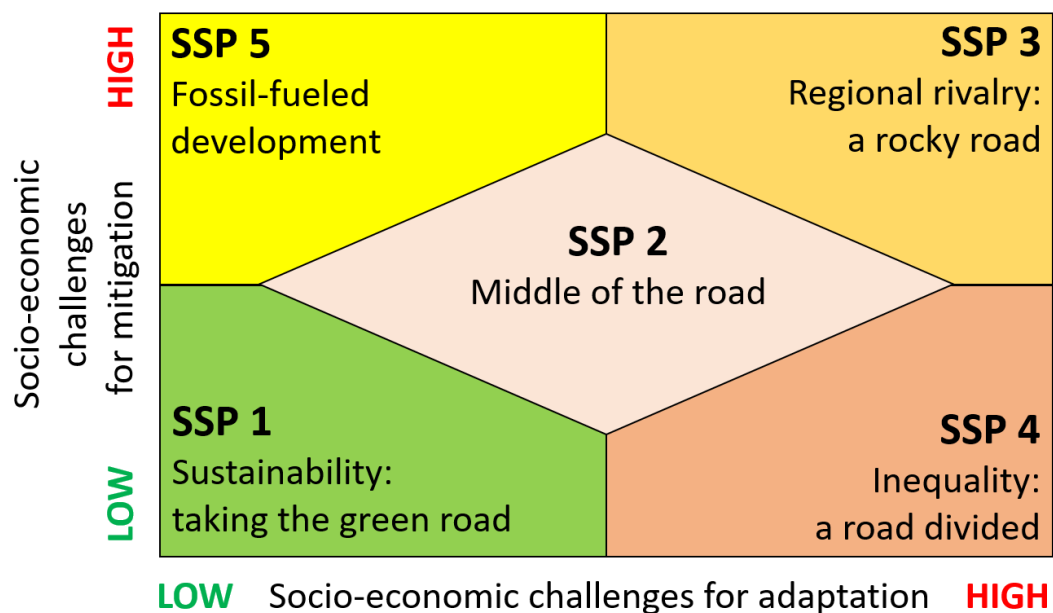 HIGH
Socio-economic
challenges
for mitigation
LOW
SSP 5
Fossil-fueled
development
SSP 3
Regional rivalry:
a rocky road
SSP 2
Middle of the road
SSP 1
Sustainability:
taking the green road
SSP 4
Inequality:
a road divided
LOW Socio-economic challenges for adaptation HIGH